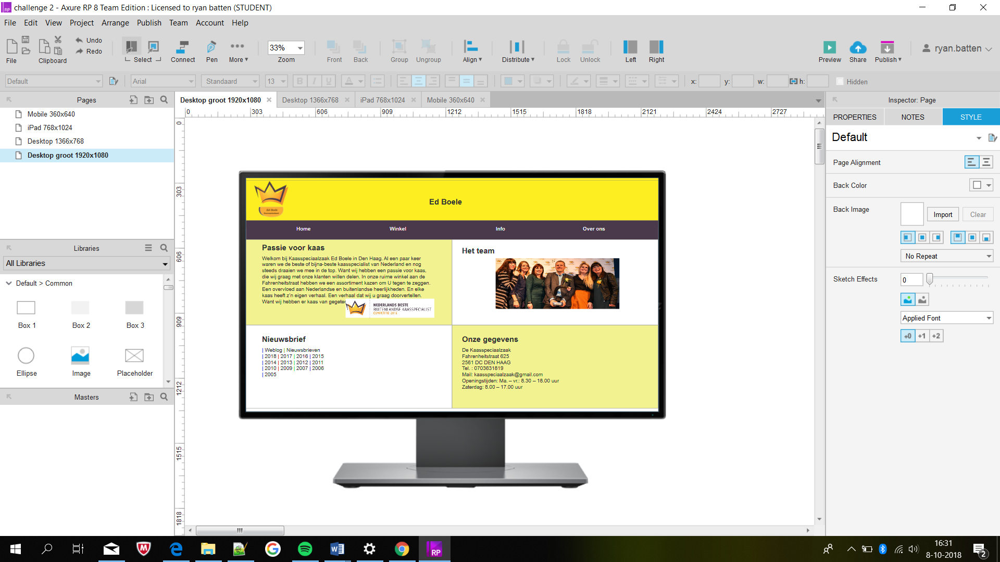 challenge 2 - Axure RP 8 Team Edition : Licensed to ryan batten (STUDENT)
File Edit View Project Arrange Publish Team Account Help
File
Clipboard
Undo
Redo
Select
Connect
Pen
More
33%
Zoom
Front
Back
Group
Ungroup
Align
Distribute
Lock
Unlock
Left
Right
Preview
Share
Publish
ryan.batten
Default
Arial
Standaard
13
B I U A
x: y: w: h: Hidden
Pages
Mobile 360x640
iPad 768x1024
Desktop 1366x768
Desktop groot 1920x1080
Libraries
All Libraries
Default > Common
Box 1 Box 2 Box 3
Ellipse Image Placeholder
Masters
Desktop groot 1920x1080 Desktop 1366x768 iPad 768x1024 Mobile 360x640
0 303 606 909 1212 1515 1818 2121 2424 2727
0
303
606
909
1212
1515
1818
Ed Boele
Ed Boele
Home Winkel Info Over ons
Passie voor kaas
Welkom bij Kaasspeciaalzaak Ed Boele in Den Haag. Al een paar keer
waren we de beste of bijna-beste kaasspecialist van Nederland en nog
steeds draaien we mee in de top. Want wij hebben een passie voor kaas,
die wij graag met onze klanten willen delen. In onze ruime winkel aan de
Fahrenheitstraat hebben we een assortiment kazen om U tegen te zeggen.
Een overvloed aan Nederlandse en buitenlandse heerlijkheden. En elke
kaas heeft z'n eigen verhaal. Een verhaal dat wij u graag doorvertellen.
Want wij hebben er kaas van gegeten
NEDERLANDS BESTE
BUITENLANDSE KAASSPECIALIST
COMPETITIE 2015
Het team
Nieuwsbrief
| Weblog | Nieuwsbrieven
| 2018 | 2017 | 2016 | 2015
| 2014 | 2013 | 2012 | 2011
| 2010 | 2009 | 2007 | 2006
| 2005
Onze gegevens
De Kaasspeciaalzaak
Fahrenheitstraat 625
2561 DC DEN HAAG
Tel. : 0703631819
Mail: kaasspeciaalzaak@gmail.com
Openingstijden: Ma. – vr.: 8.30 – 18.00 uur
Zaterdag: 8.00 – 17.00 uur
Inspector: Page
PROPERTIES NOTES STYLE
Default
Page Alignment
Back Color
Back Image
Import Clear
No Repeat
Sketch Effects
0
Applied Font
+0 +1 +2
RP
16:31
8-10-2018
2